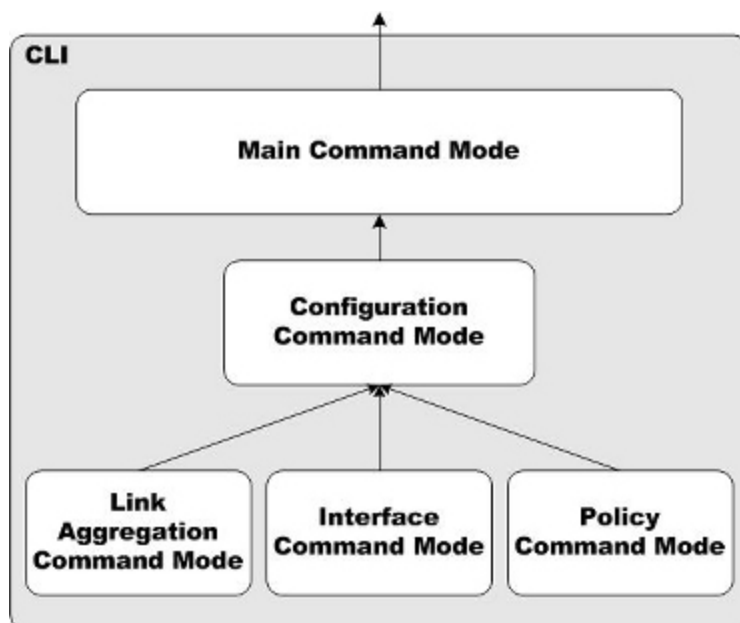 CLI
Main Command Mode
Configuration
Command Mode
Link
Aggregation
Command Mode
Interface
Command Mode
Policy
Command Mode